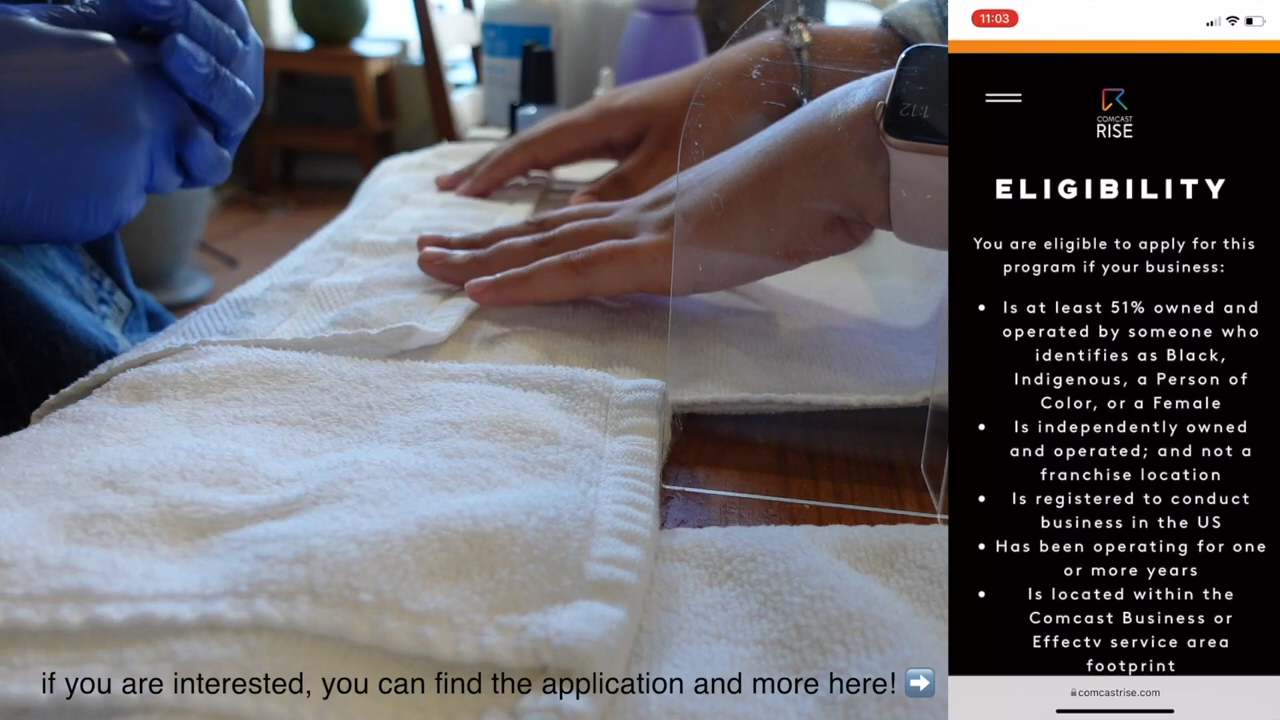 11:03
COMCAST
RISE
ELIGIBILITY
You are eligible to apply for this
program if your business:
• Is at least 51% owned and
operated by someone who
identifies as Black,
Indigenous, a Person of
Color, or a Female
• Is independently owned
and operated; and not a
franchise location
• Is registered to conduct
business in the US
• Has been operating for one
or more years
• Is located within the
Comcast Business or
Effectv service area
footprint
comcastrise.com
if you are interested, you can find the application and more here! ➡️